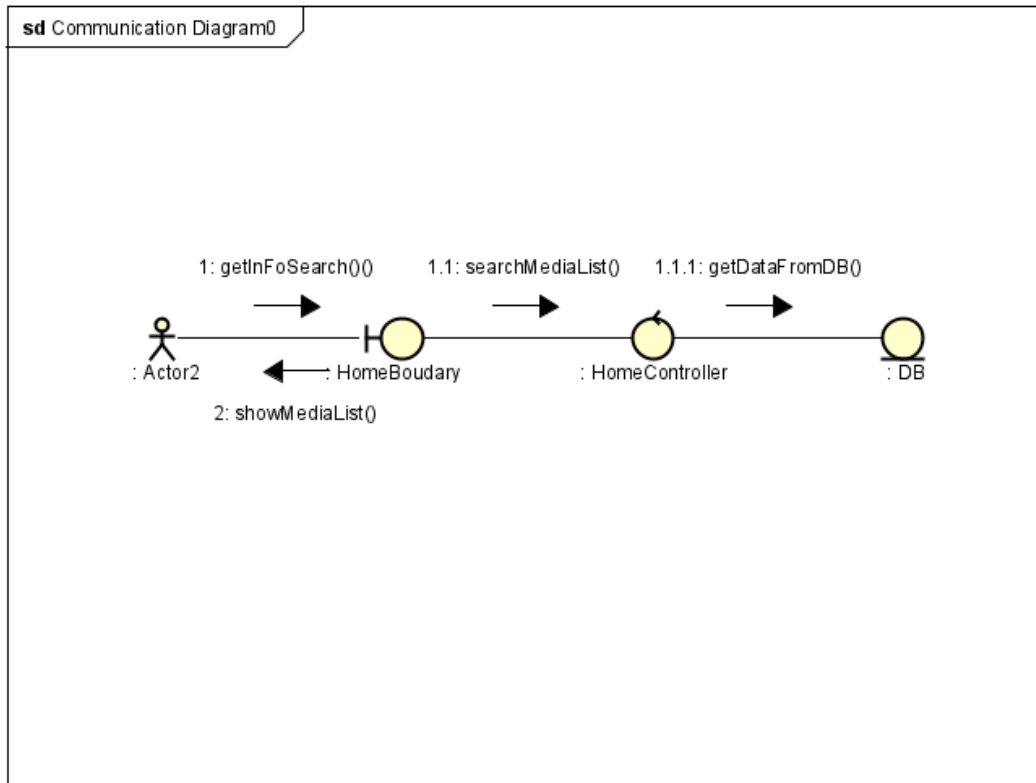 sd Communication Diagram0
1: getInFoSearch()()
1.1: searchMediaList()
1.1.1: getDataFromDB()
: Actor2
: HomeBoudary
: HomeController
: DB
2: showMediaList()